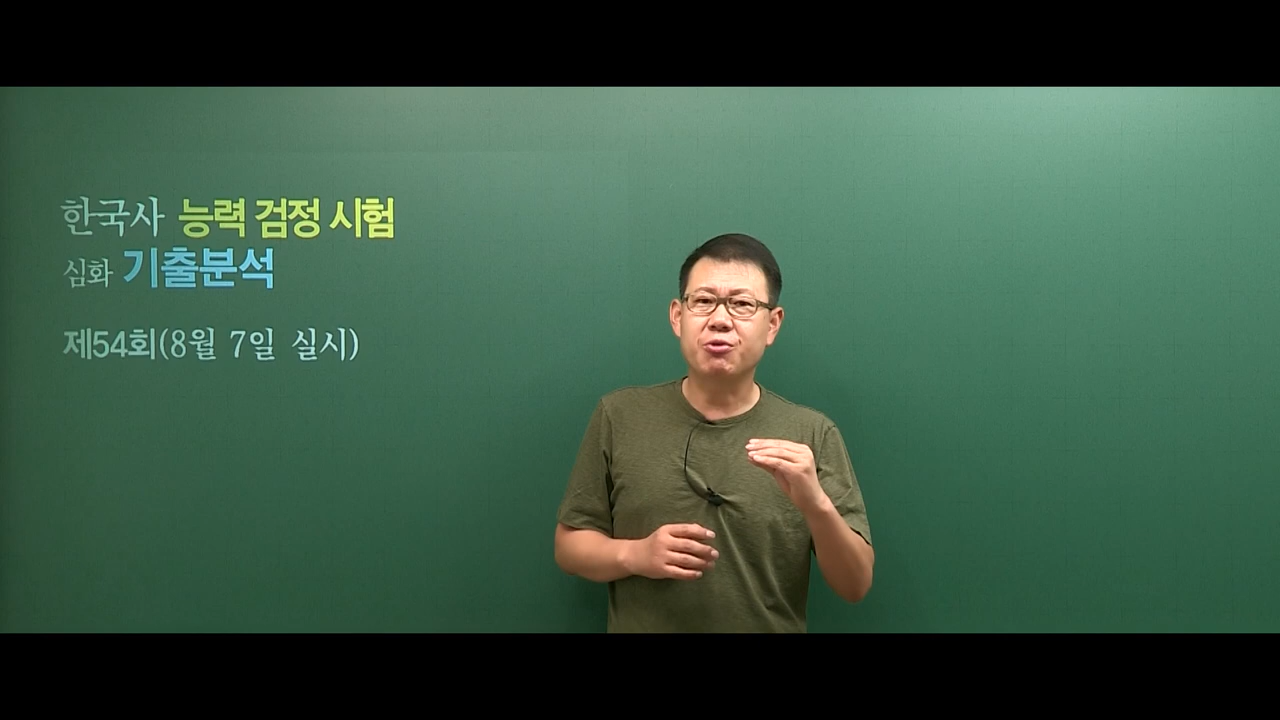 한국사 능력 검정 시험
심화 기출분석
제54회(8월 7일 실시)